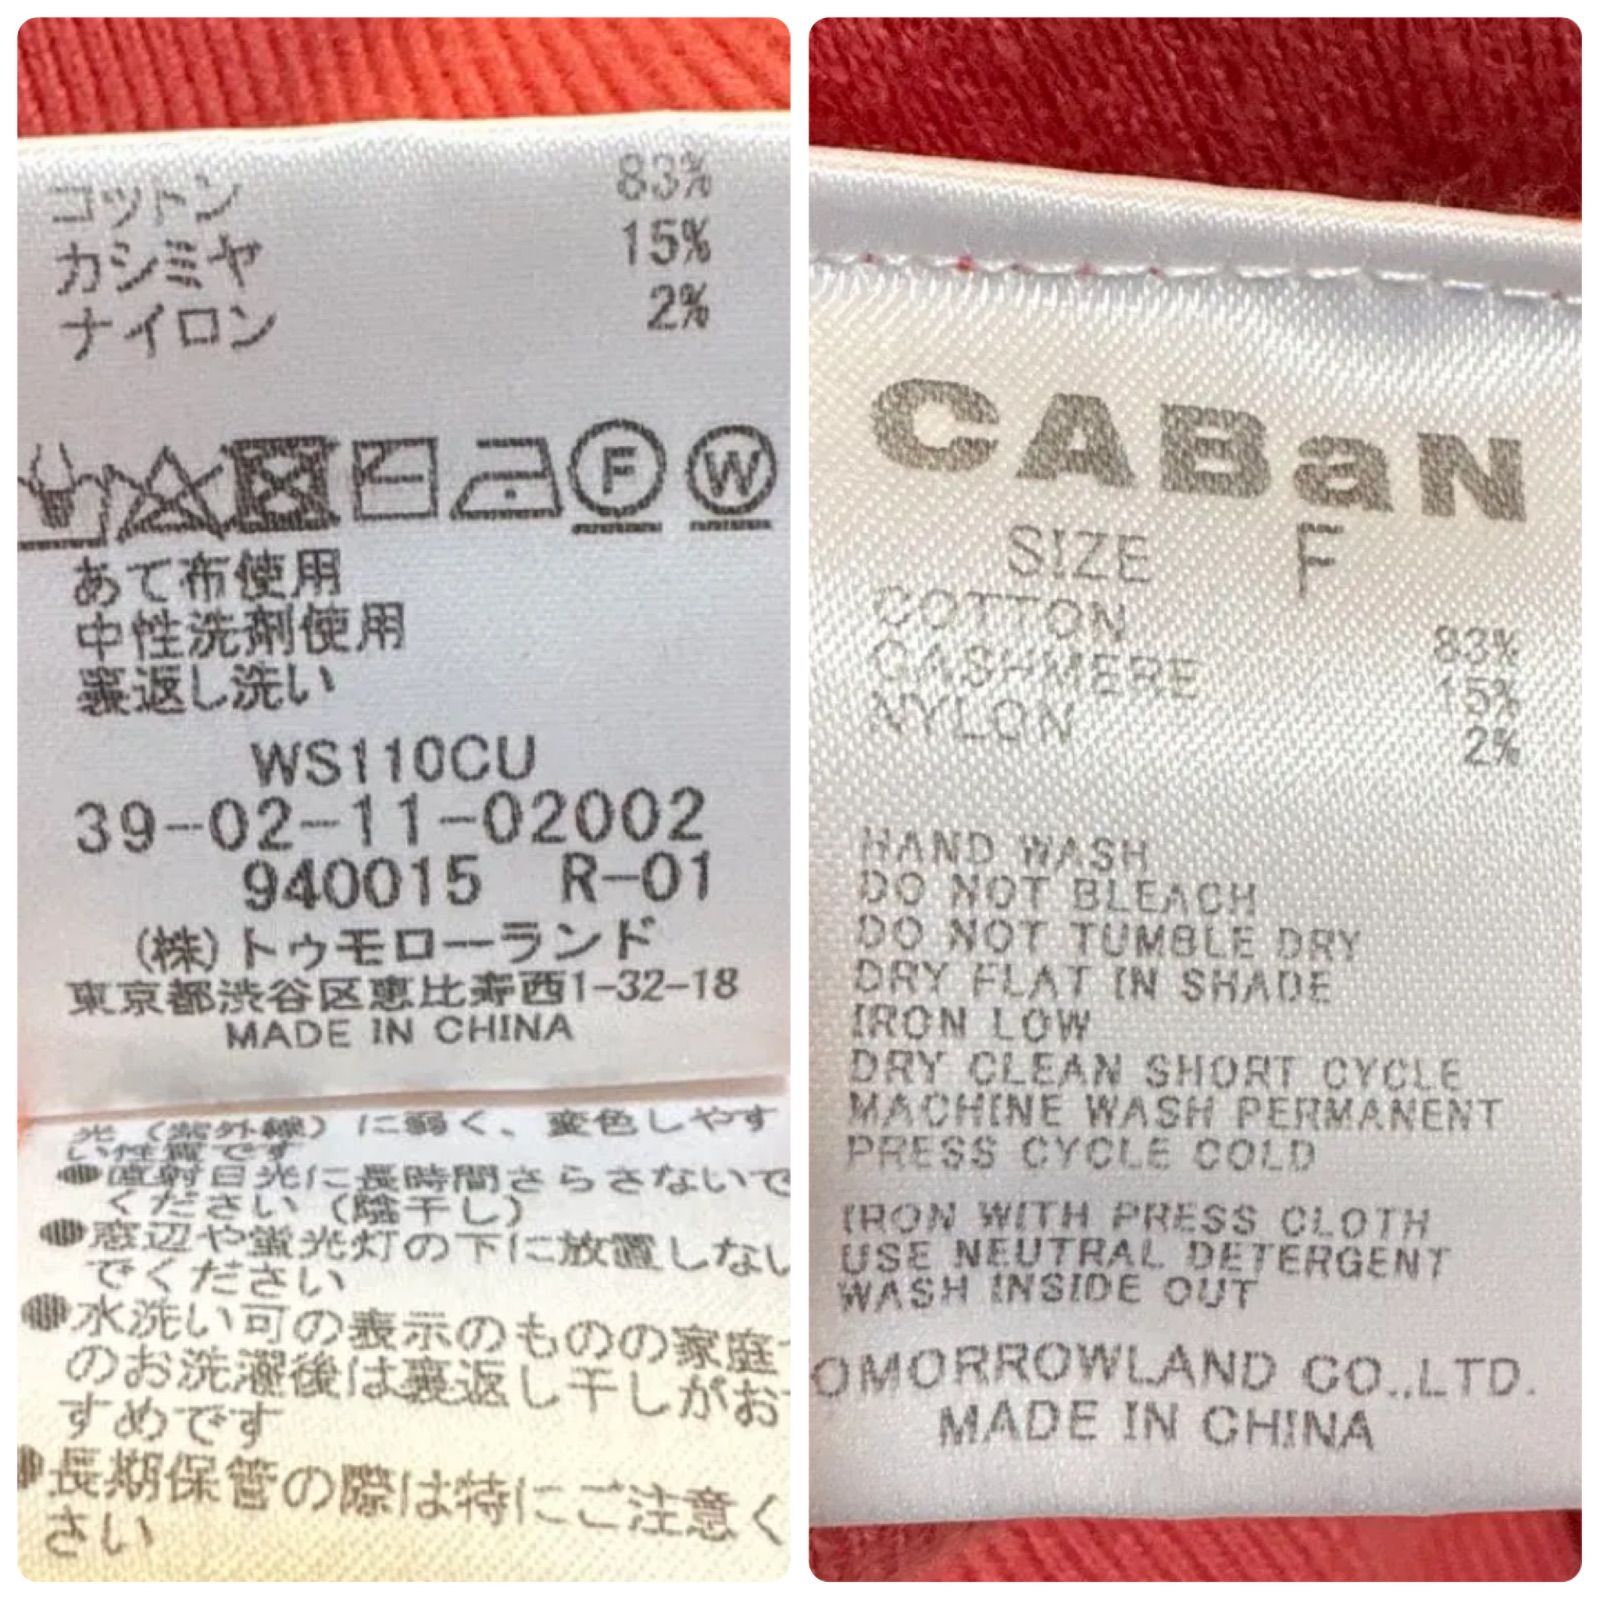 コットン 83%
カシミヤ 15%
ナイロン 2%
F W
あて布使用
中性洗剤使用
裏返し洗い
WS110CU
39-02-11-02002
940015 R-01
(株)トゥモローランド
東京都渋谷区恵比寿西1-32-18
MADE IN CHINA
光(紫外線)に弱く、変色しやす
い性質です
●直射日光に長時間さらさないで
ください(陰干し)
●窓辺や蛍光灯の下に放置しない
でください
●水洗い可の表示のものの家庭
のお洗濯後は裏返し干しがお
すめです
●長期保管の際は特にご注意く
さい
CABaN
SIZE F
COTTON 83%
CASHMERE 15%
NYLON 2%
HAND WASH
DO NOT BLEACH
DO NOT TUMBLE DRY
DRY FLAT IN SHADE
IRON LOW
DRY CLEAN SHORT CYCLE
MACHINE WASH PERMANENT
PRESS CYCLE COLD
IRON WITH PRESS CLOTH
USE NEUTRAL DETERGENT
WASH INSIDE OUT
OMORROWLAND CO.,LTD.
MADE IN CHINA